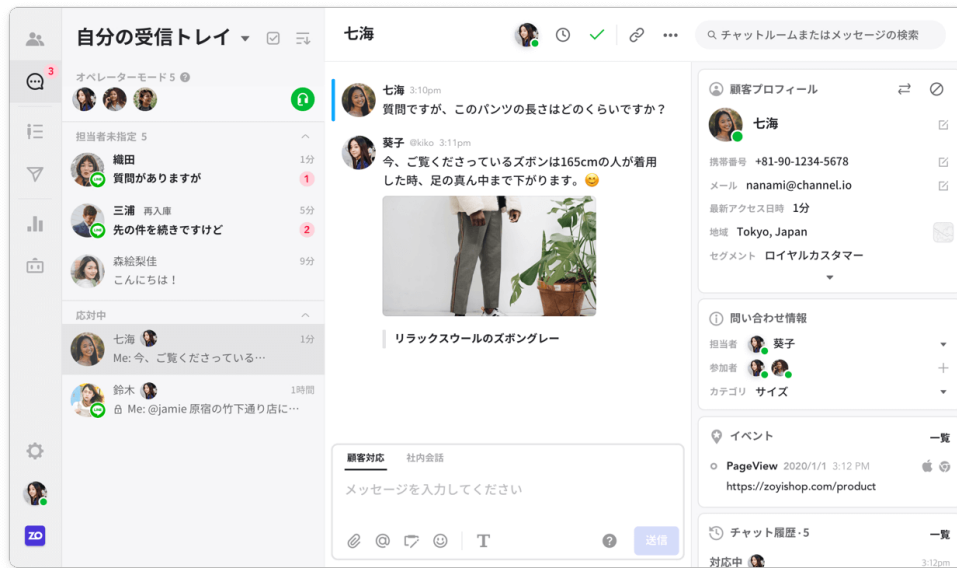 3
自分の受信トレイ
オペレーターモード 5
担当者未指定 5
織田 1分
質問がありますが 1
三浦 再入庫 5分
先の件を続きですけど 2
森絵梨佳 9分
こんにちは！
応対中
七海 1分
Me: 今、ご覧くださっている…
鈴木 1時間
Me: @jamie 原宿の竹下通り店に…
ZO
七海
七海 3:10pm
質問ですが、このパンツの長さはどのくらいですか？
葵子 @kiko 3:11pm
今、ご覧くださっているズボンは165cmの人が着用
した時、足の真ん中まで下がります。😊
リラックスウールのズボングレー
顧客対応 社内会話
メッセージを入力してください
T
送信
チャットルームまたはメッセージの検索
顧客プロフィール
七海
携帯番号 +81-90-1234-5678
メール nanami@channel.io
最新アクセス日時 1分
地域 Tokyo, Japan
セグメント ロイヤルカスタマー
問い合わせ情報
担当者 葵子
参加者
カテゴリ サイズ
イベント 一覧
PageView 2020/1/1 3:12 PM
https://zoyishop.com/product
チャット履歴・5 一覧
対応中 3:12pm